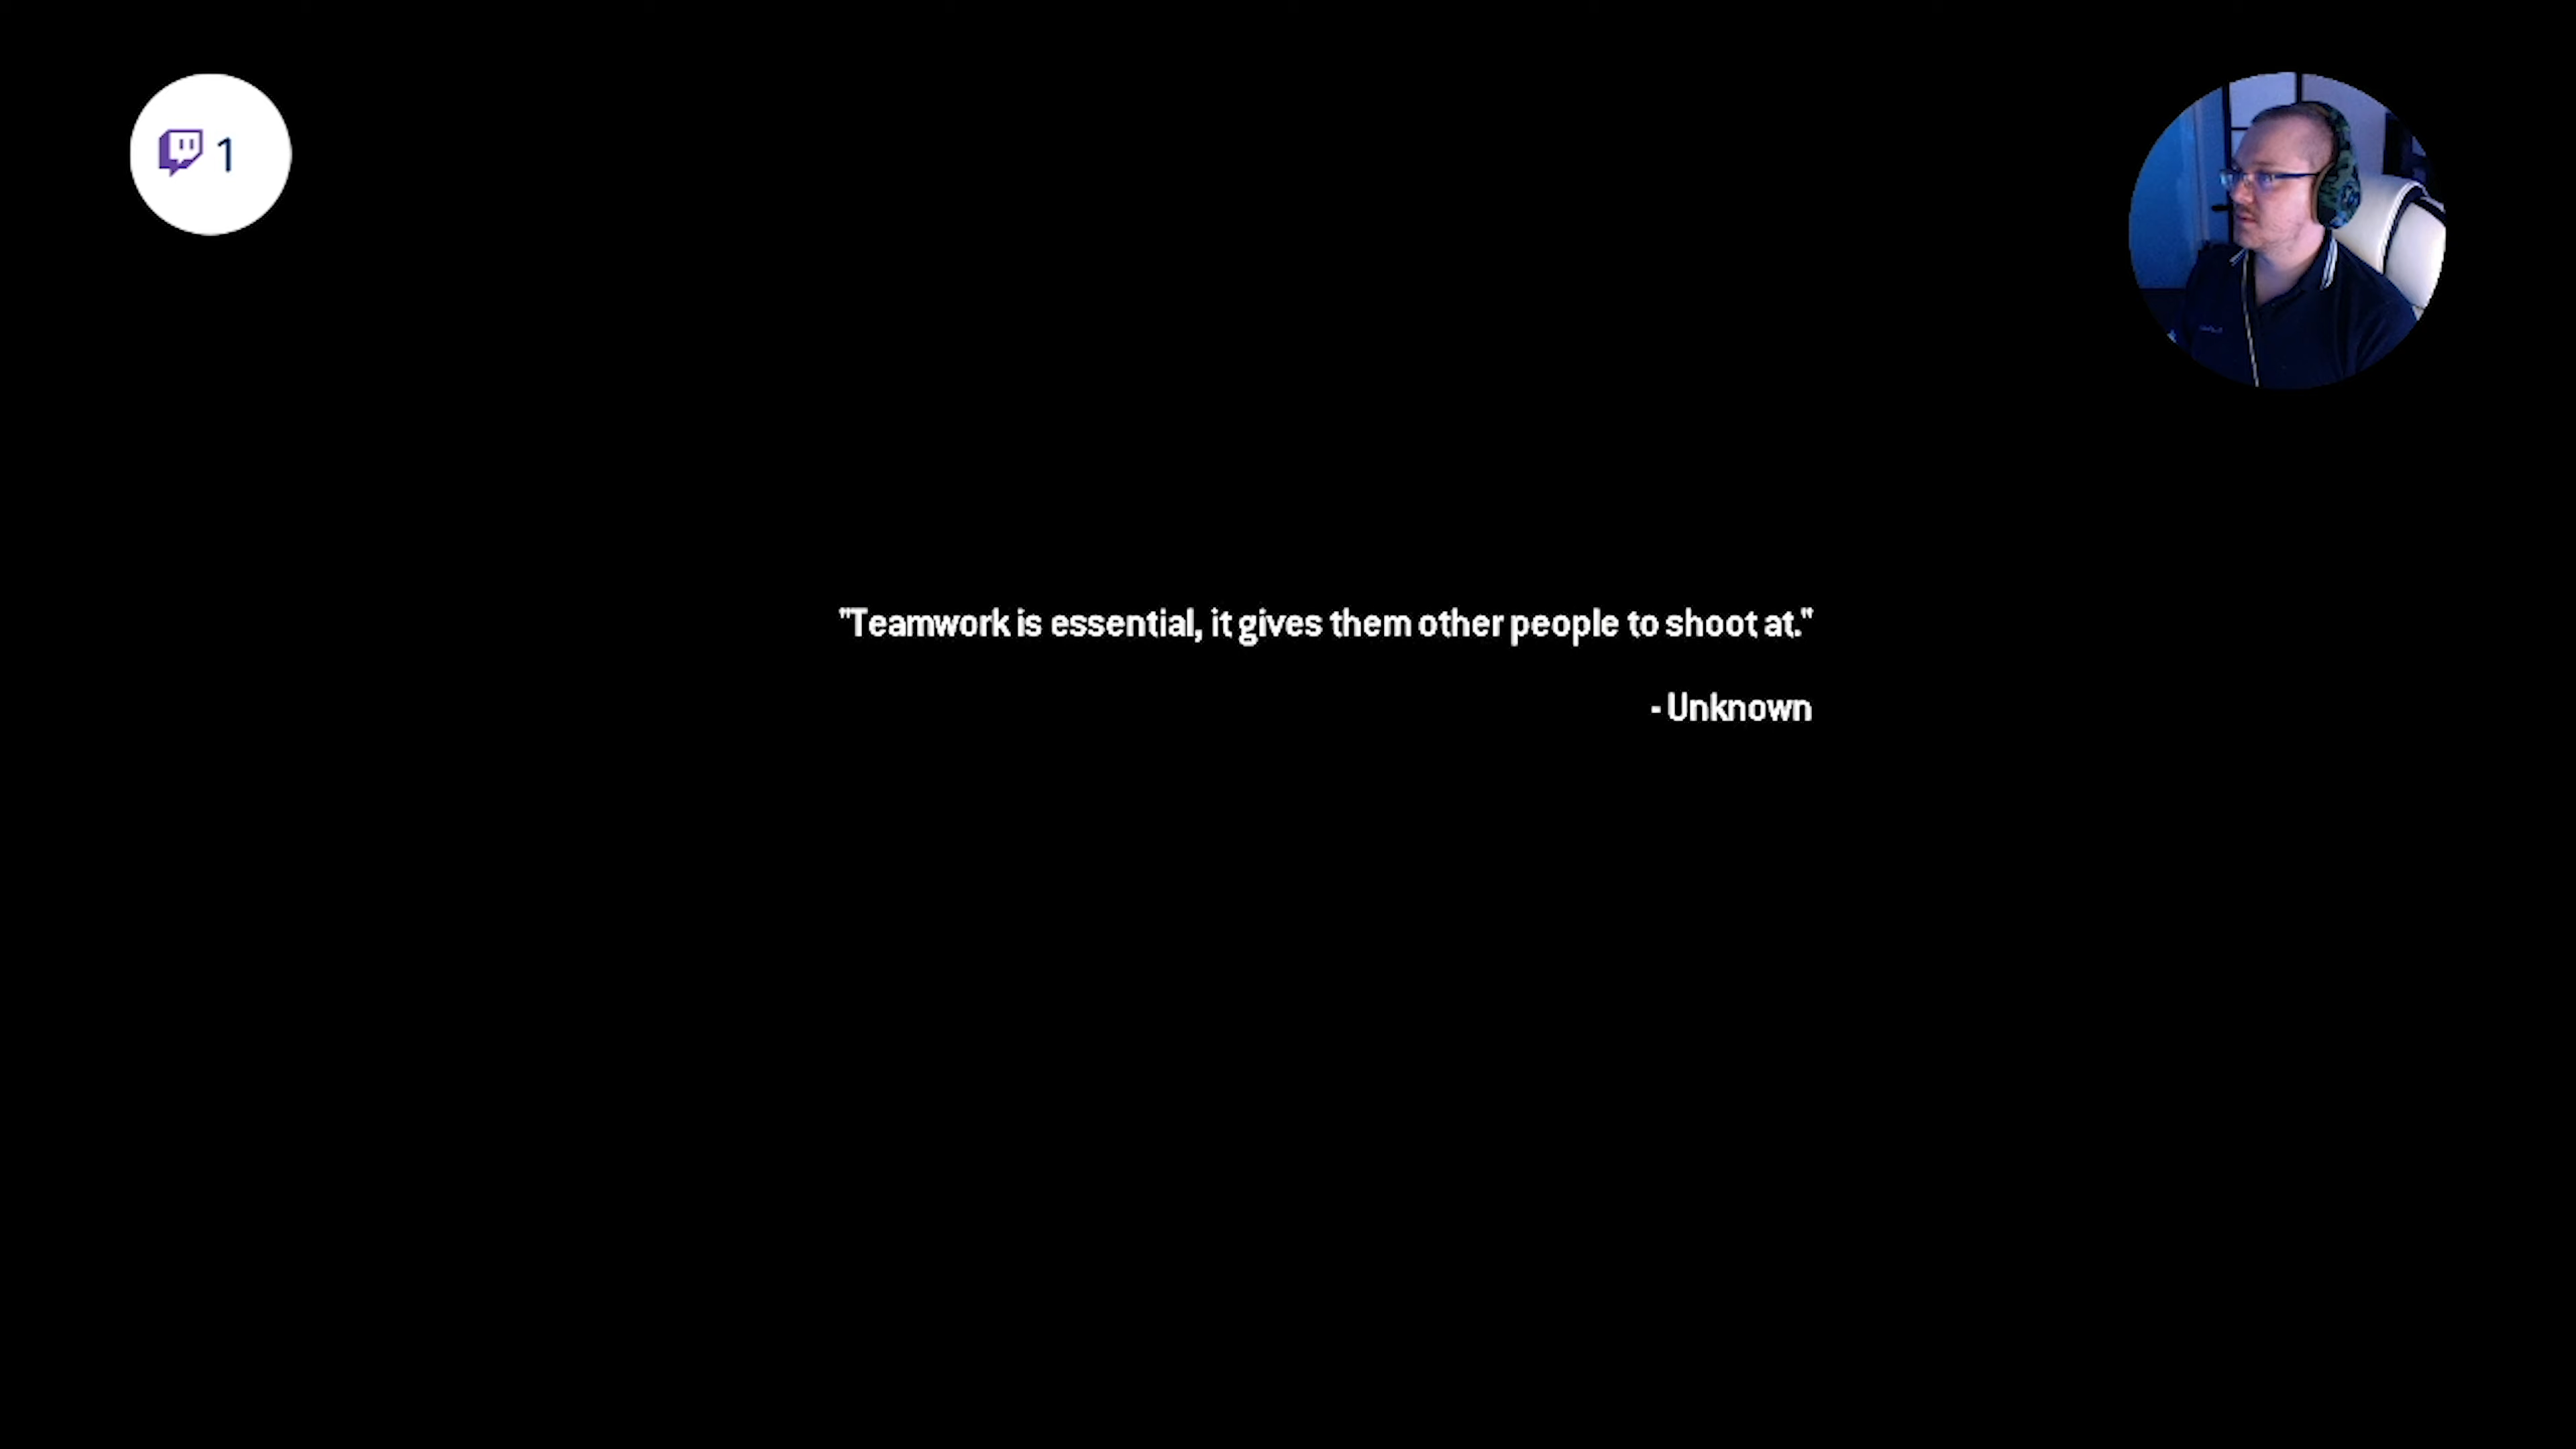 1
"Teamwork is essential, it gives them other people to shoot at."
- Unknown